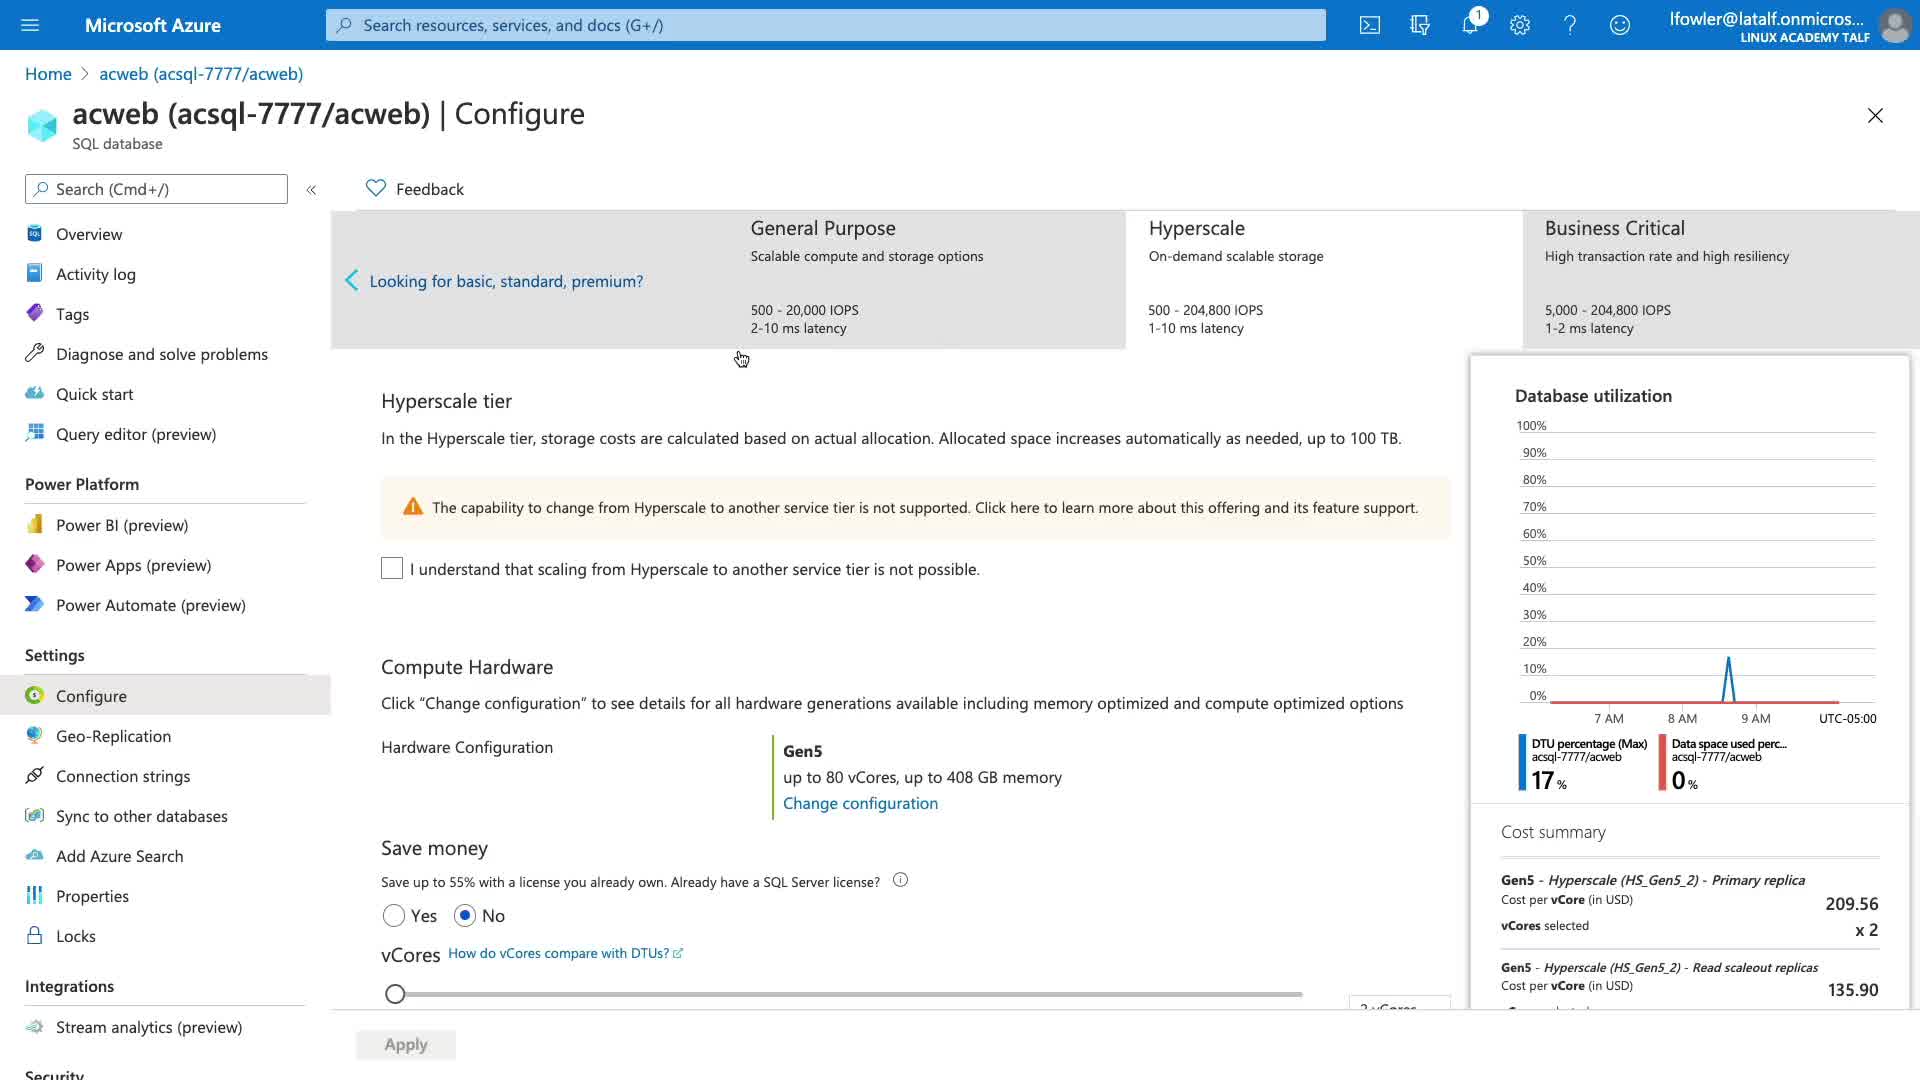 Microsoft Azure
Search resources, services, and docs (G+/)
1
lfowler@latalf.onmicros...
LINUX ACADEMY TALF
Home > acweb (acsql-7777/acweb)
acweb (acsql-7777/acweb) | Configure
SQL database
Search (Cmd+/)
«
Feedback
Overview
Activity log
Tags
Diagnose and solve problems
Quick start
Query editor (preview)
Power Platform
Power BI (preview)
Power Apps (preview)
Power Automate (preview)
Settings
Configure
Geo-Replication
Connection strings
Sync to other databases
Add Azure Search
Properties
Locks
Integrations
Stream analytics (preview)
Security
Looking for basic, standard, premium?
General Purpose
Scalable compute and storage options
500 - 20,000 IOPS
2-10 ms latency
Hyperscale
On-demand scalable storage
500 - 204,800 IOPS
1-10 ms latency
Business Critical
High transaction rate and high resiliency
5,000 - 204,800 IOPS
1-2 ms latency
Hyperscale tier
In the Hyperscale tier, storage costs are calculated based on actual allocation. Allocated space increases automatically as needed, up to 100 TB.
The capability to change from Hyperscale to another service tier is not supported. Click here to learn more about this offering and its feature support.
I understand that scaling from Hyperscale to another service tier is not possible.
Compute Hardware
Click “Change configuration” to see details for all hardware generations available including memory optimized and compute optimized options
Hardware Configuration
Gen5
up to 80 vCores, up to 408 GB memory
Change configuration
Save money
Save up to 55% with a license you already own. Already have a SQL Server license?
Yes No
vCores How do vCores compare with DTUs?
Apply
Database utilization
100%
90%
80%
70%
60%
50%
40%
30%
20%
10%
0%
7 AM 8 AM 9 AM UTC-05:00
DTU percentage (Max)
acsql-7777/acweb
17 %
Data space used perc...
acsql-7777/acweb
0 %
Cost summary
Gen5 - Hyperscale (HS_Gen5_2) - Primary replica
Cost per vCore (in USD)
209.56
vCores selected
x 2
Gen5 - Hyperscale (HS_Gen5_2) - Read scaleout replicas
Cost per vCore (in USD)
135.90